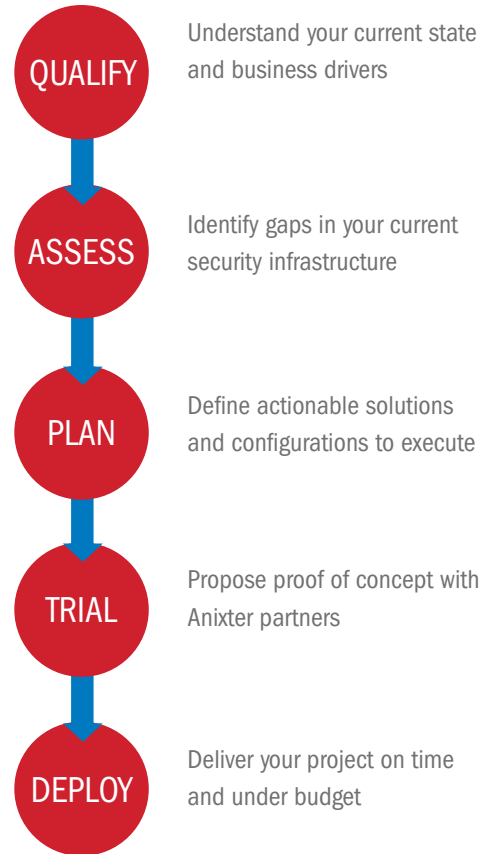 QUALIFY
Understand your current state
and business drivers
ASSESS
Identify gaps in your current
security infrastructure
PLAN
Define actionable solutions
and configurations to execute
TRIAL
Propose proof of concept with
Anixter partners
DEPLOY
Deliver your project on time
and under budget